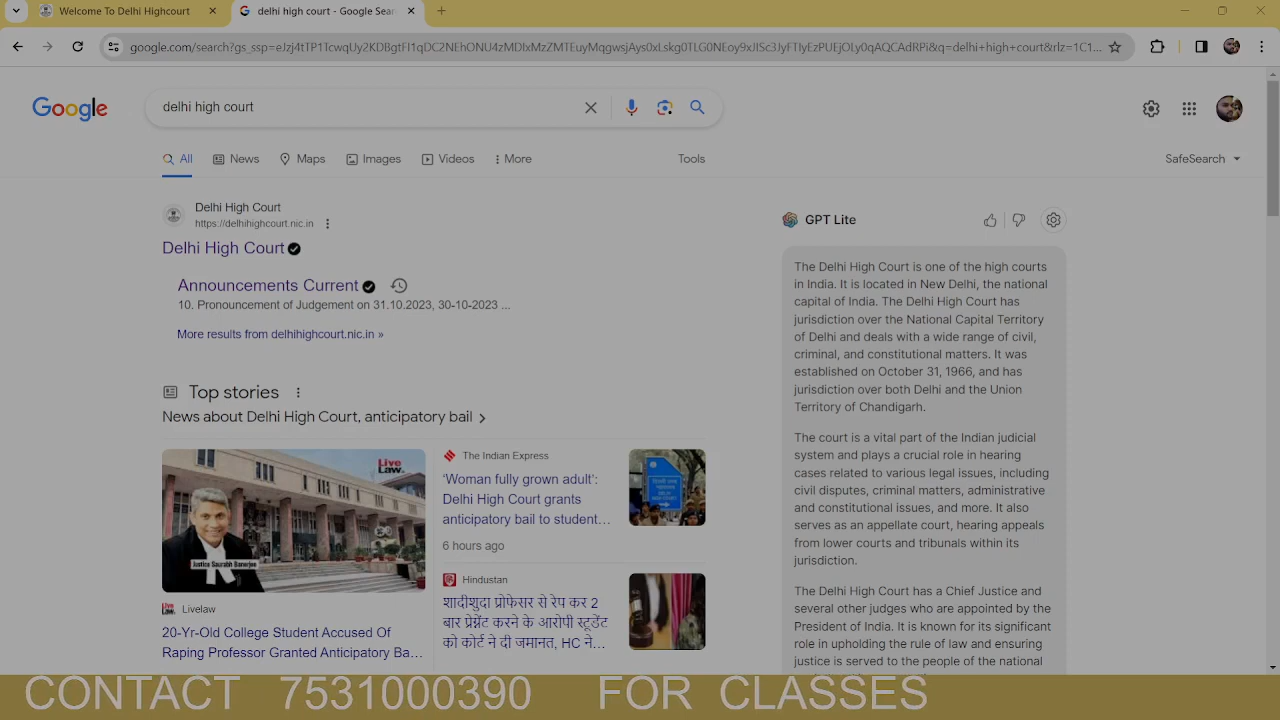 Welcome To Delhi Highcourt
delhi high court - Google Sear
google.com/search?gs_ssp=eJzj4tTP1TcwqUy2KDBgtFI1qDC2NEhONU4zMDIxMzZMTEuyMqgwsjAys0xLskg0TLG0NEoy9xJISc3JyFTIyEzPUEjOLy0qAQCAdRPi&q=delhi+high+court&rlz=1C1...
Google
delhi high court
All
News
Maps
Images
Videos
More
Tools
SafeSearch
Delhi High Court
https://delhihighcourt.nic.in
Delhi High Court
Announcements Current
10. Pronouncement of Judgement on 31.10.2023, 30-10-2023 ...
More results from delhihighcourt.nic.in »
Top stories
News about Delhi High Court, anticipatory bail
Live
Law.
Justice Saurabh Banerjee
Livelaw
20-Yr-Old College Student Accused Of
Raping Professor Granted Anticipatory Ba...
The Indian Express
‘Woman fully grown adult’:
Delhi High Court grants
anticipatory bail to student…
6 hours ago
Hindustan
शादीशुदा प्रोफेसर से रेप कर 2
बार प्रेग्नेंट करने के आरोपी स्टूडेंट
को कोर्ट ने दी जमानत, HC ने…
GPT Lite
The Delhi High Court is one of the high courts
in India. It is located in New Delhi, the national
capital of India. The Delhi High Court has
jurisdiction over the National Capital Territory
of Delhi and deals with a wide range of civil,
criminal, and constitutional matters. It was
established on October 31, 1966, and has
jurisdiction over both Delhi and the Union
Territory of Chandigarh.
The court is a vital part of the Indian judicial
system and plays a crucial role in hearing
cases related to various legal issues, including
civil disputes, criminal matters, administrative
and constitutional issues, and more. It also
serves as an appellate court, hearing appeals
from lower courts and tribunals within its
jurisdiction.
The Delhi High Court has a Chief Justice and
several other judges who are appointed by the
President of India. It is known for its significant
role in upholding the rule of law and ensuring
justice is served to the people of the national
CONTACT 7531000390 FOR CLASSES